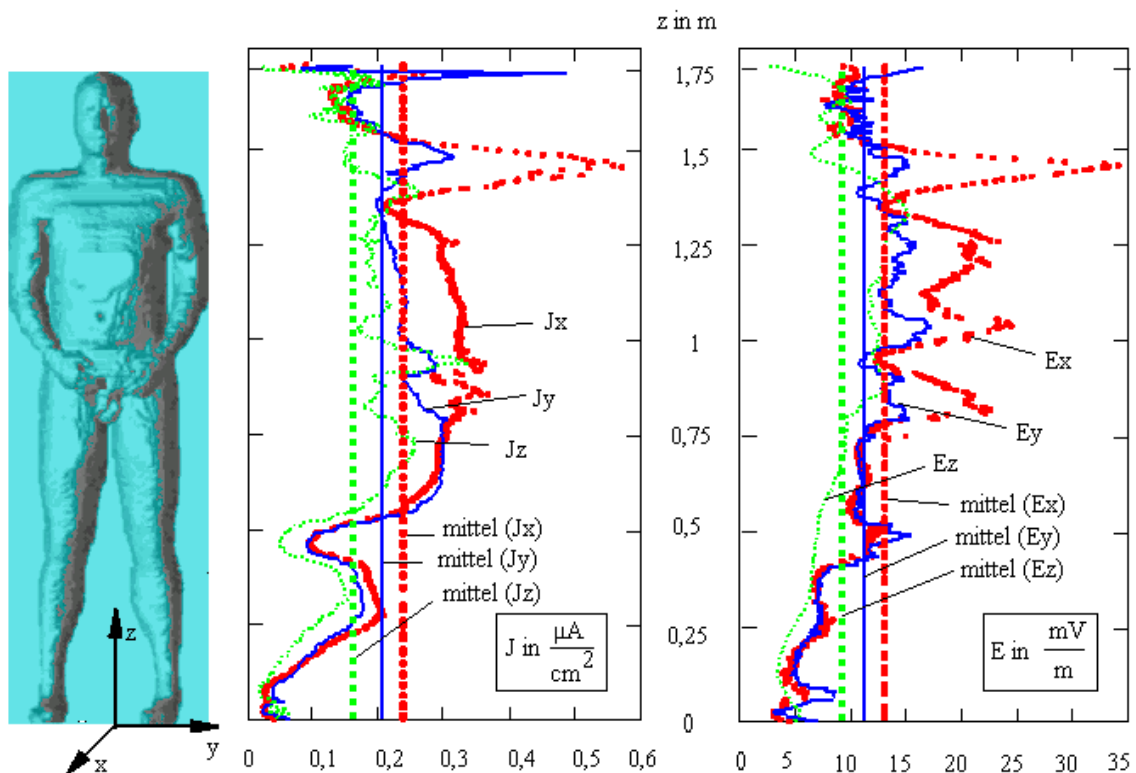 z in m
1,75
1,5
1,25
1
0,75
0,5
0,25
0
Jx
Jy
Jz
mittel (Jx)
mittel (Jy)
mittel (Jz)
J in μA
cm2
0 0,1 0,2 0,3 0,4 0,5 0,6
Ex
Ey
Ez
mittel (Ex)
mittel (Ey)
mittel (Ez)
E in mV
m
0 5 10 15 20 25 30 35
z
x
y